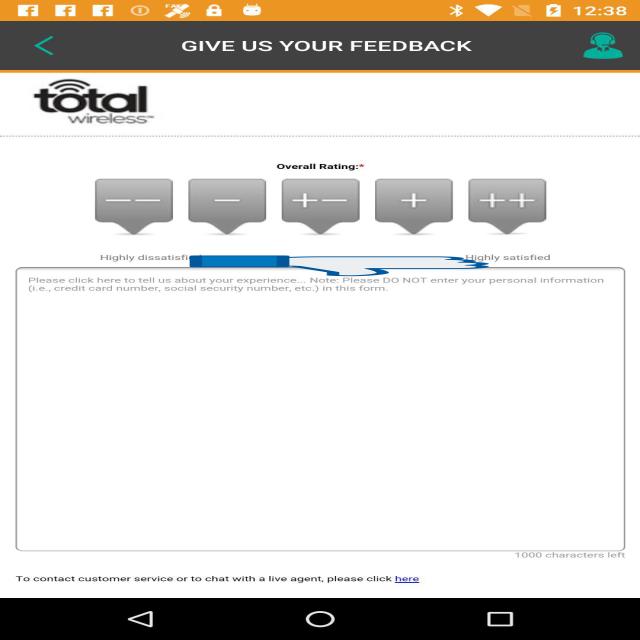 12:38
GIVE US YOUR FEEDBACK
total
wireless
Overall Rating:*
Highly dissatisfi
Highly satisfied
Please click here to tell us about your experience... Note: Please DO NOT enter your personal information
(i.e., credit card number, social security number, etc.) in this form.
1000 characters left
To contact customer service or to chat with a live agent, please click here